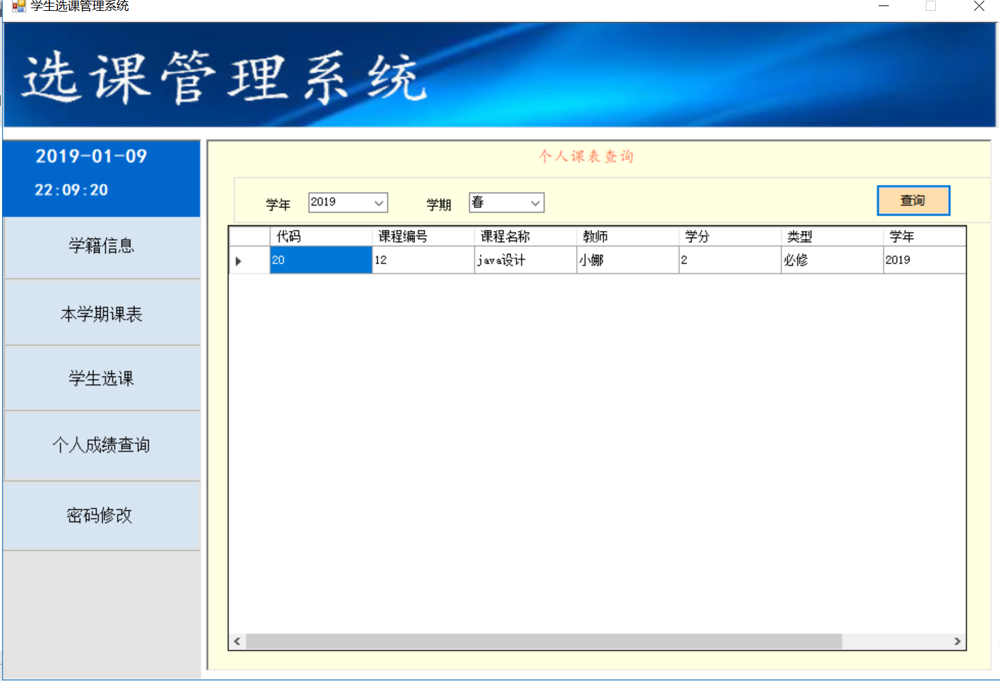 学生选课管理系统
选课管理系统
2019-01-09
22:09:20
学籍信息
本学期课表
学生选课
个人成绩查询
密码修改
个人课表查询
学年 2019 学期 春 查询
代码 课程编号 课程名称 教师 学分 类型 学年
20 12 java设计 小娜 2 必修 2019